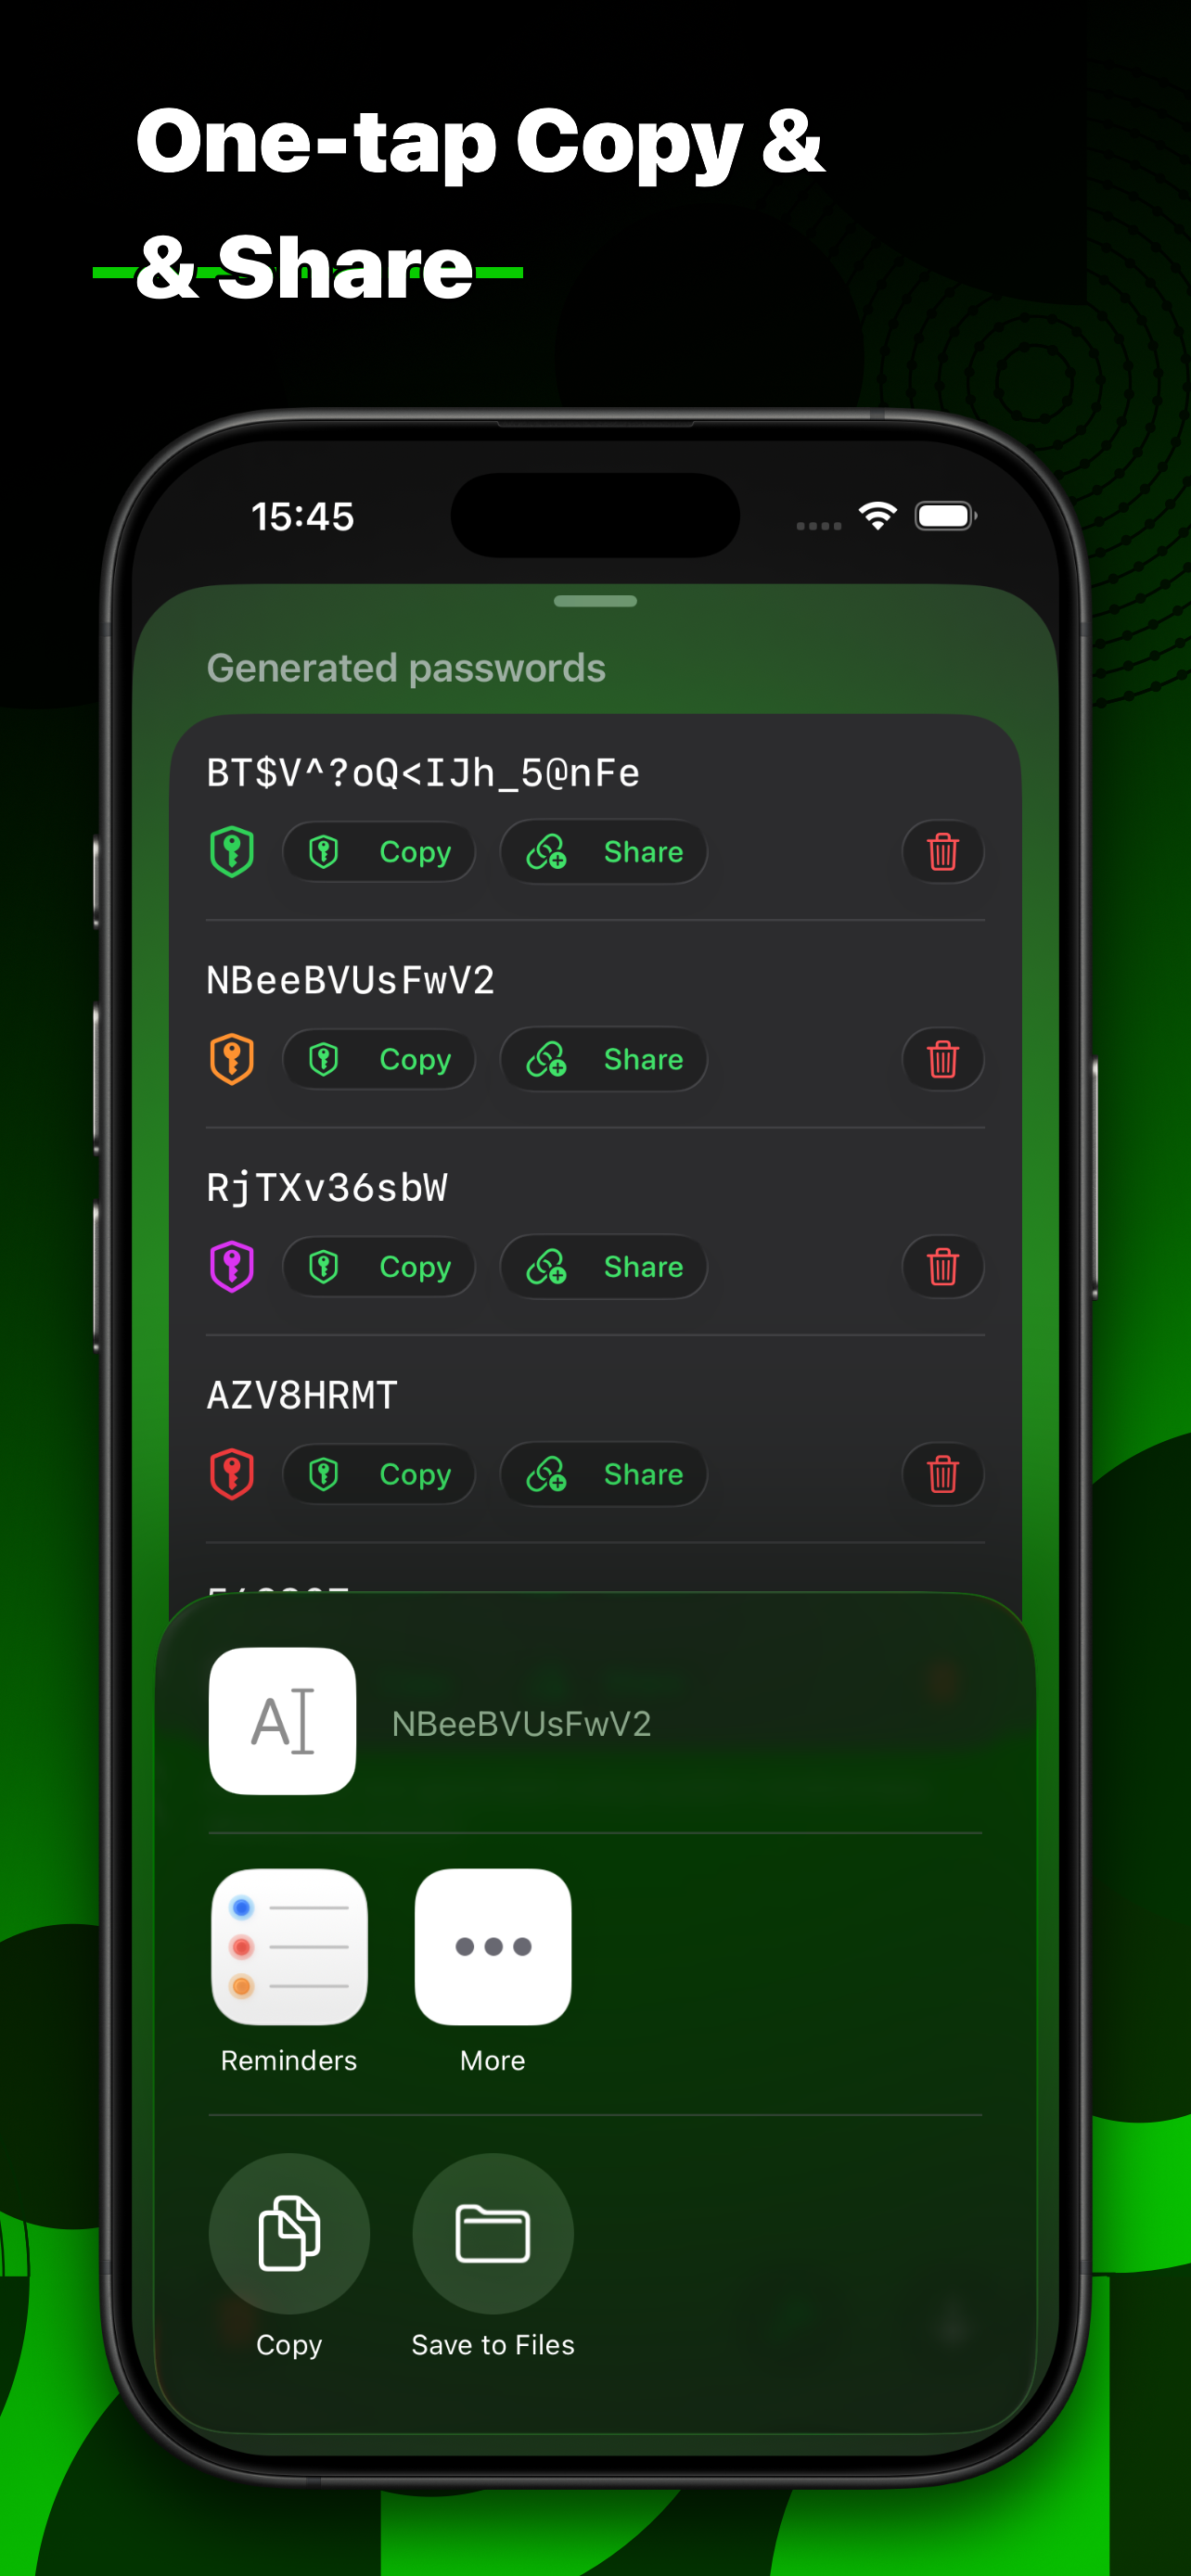 One-tap Copy &
& Share
15:45
Generated passwords
BT$V^?oQ<IJh_5@nFe
Copy Share
NBeeBVUsFwV2
Copy Share
RjTXv36sbW
Copy Share
AZV8HRMT
Copy Share
AI NBeeBVUsFwV2
Reminders More
Copy Save to Files